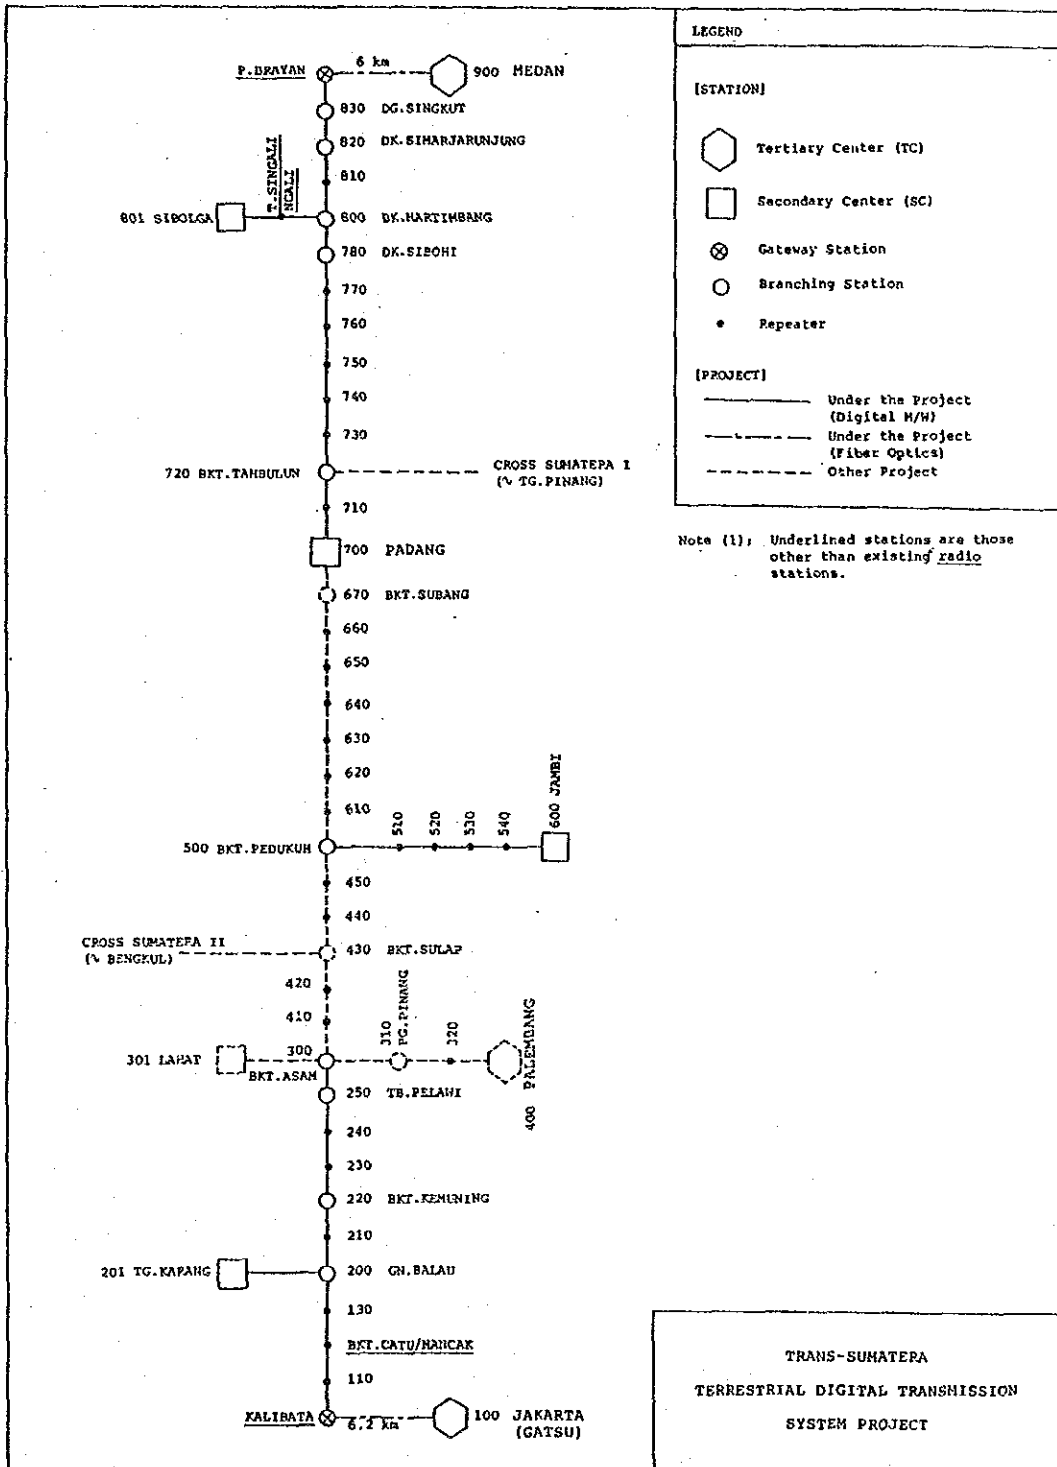 LEGEND
[STATION]
Tertiary Center (TC)
Secondary Center (SC)
Gateway Station
Branching Station
Repeater
[PROJECT]
Under the Project
(Digital M/W)
Under the Project
(Fiber Optics)
Other Project
Note (1); Underlined stations are those
other than existing radio
stations.
P.BRAYAN
6 km
900 MEDAN
830 DG.SINGKUT
820 DK.SIMARJARUNJUNG
T.SINGALI
NGALI
810
801 SIBOLGA
800 DK.MARTIMBANG
780 DK.SIPOHI
770
760
750
740
730
720 BKT.TAMBULUN
CROSS SUMATERA I
(∿ TG.PINANG)
710
700 PADANG
670 BKT.SUBANG
660
650
640
630
620
610
500 BKT.PEDUKUH
510
520
530
540
600 JAMBI
450
440
CROSS SUMATERA II
(∿ BENGKUL)
430 BKT.SULAP
420
410
301 LAHAT
300
BKT.ASAM
310
PG.PINANG
320
400 PALEMBANG
250 TB.PELAWI
240
230
220 BKT.KEMUNING
210
201 TG.KARANG
200 GN.BALAU
130
BKT.CATU/MANCAK
110
KALIBATA
6.2 km
100 JAKARTA
(GATSU)
TRANS-SUMATERA
TERRESTRIAL DIGITAL TRANSMISSION
SYSTEM PROJECT